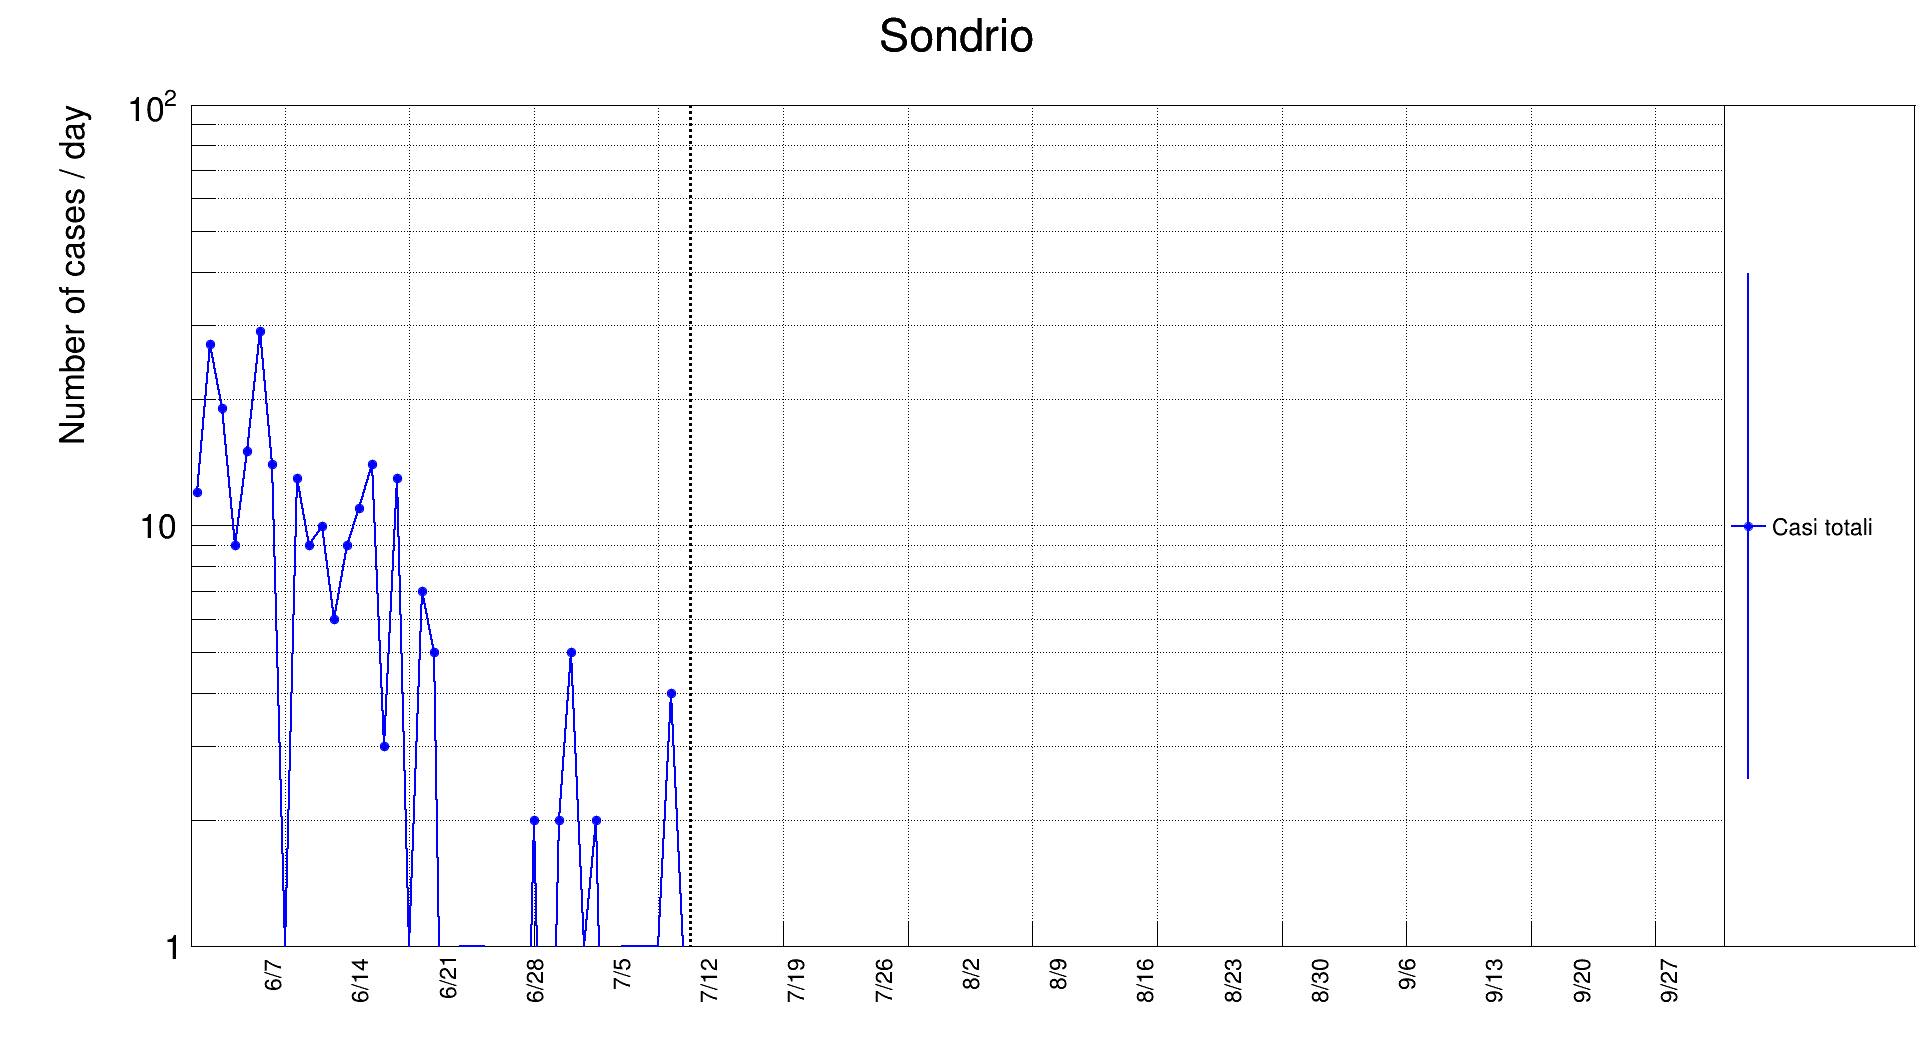 Sondrio
Number of cases / day
10²
10
1
6/7 6/14 6/21 6/28 7/5 7/12 7/19 7/26 8/2 8/9 8/16 8/23 8/30 9/6 9/13 9/20 9/27
Casi totali